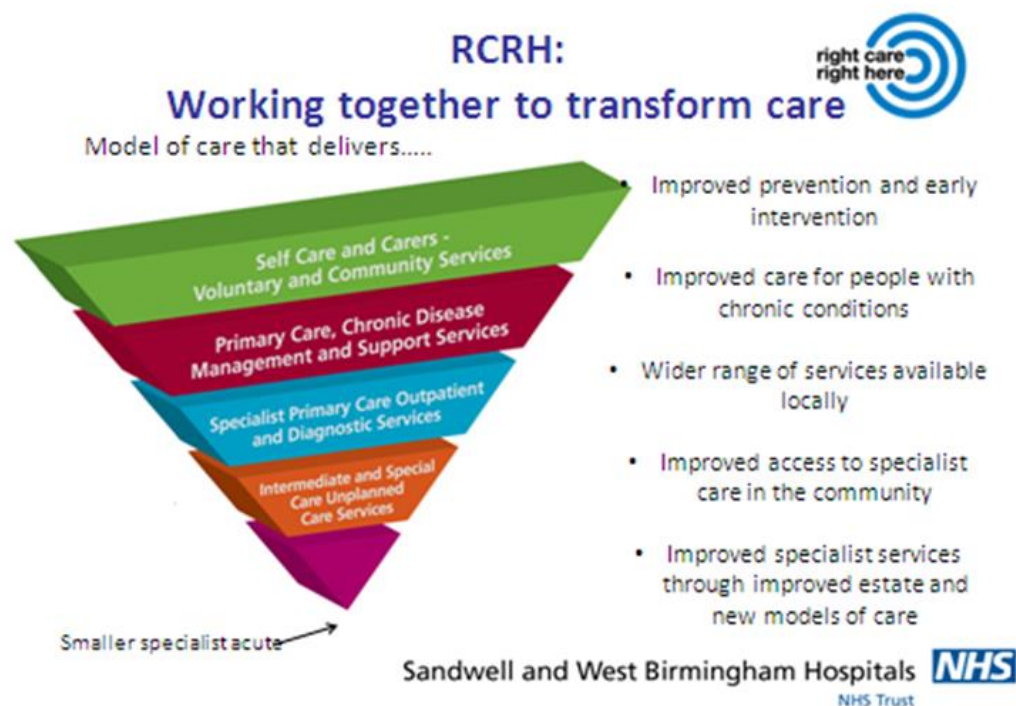 RCRH:
Working together to transform care
right care
right here
Model of care that delivers.....
Self Care and Carers -
Voluntary and Community Services
Primary Care, Chronic Disease
Management and Support Services
Specialist Primary Care Outpatient
and Diagnostic Services
Intermediate and Special
Care Unplanned
Care Services
Smaller specialist acute
• Improved prevention and early
intervention
• Improved care for people with
chronic conditions
• Wider range of services available
locally
• Improved access to specialist
care in the community
• Improved specialist services
through improved estate and
new models of care
Sandwell and West Birmingham Hospitals NHS
NHS Trust